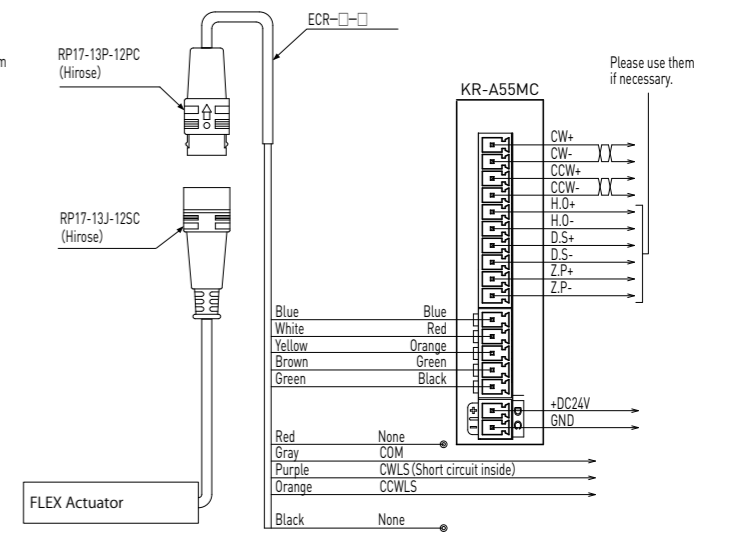 ECR-□-□
m
RP17-13P-12PC
(Hirose)
Please use them
if necessary.
KR-A55MC
CW+
CW-
CCW+
CCW-
H.O+
H.O-
D.S+
D.S-
Z.P+
Z.P-
RP17-13J-12SC
(Hirose)
Blue Blue
White Red
Yellow Orange
Brown Green
Green Black
+DC24V
GND
+
-
DC
Red None
Gray COM
Purple CWLS (Short circuit inside)
Orange CCWLS
Black None
FLEX Actuator